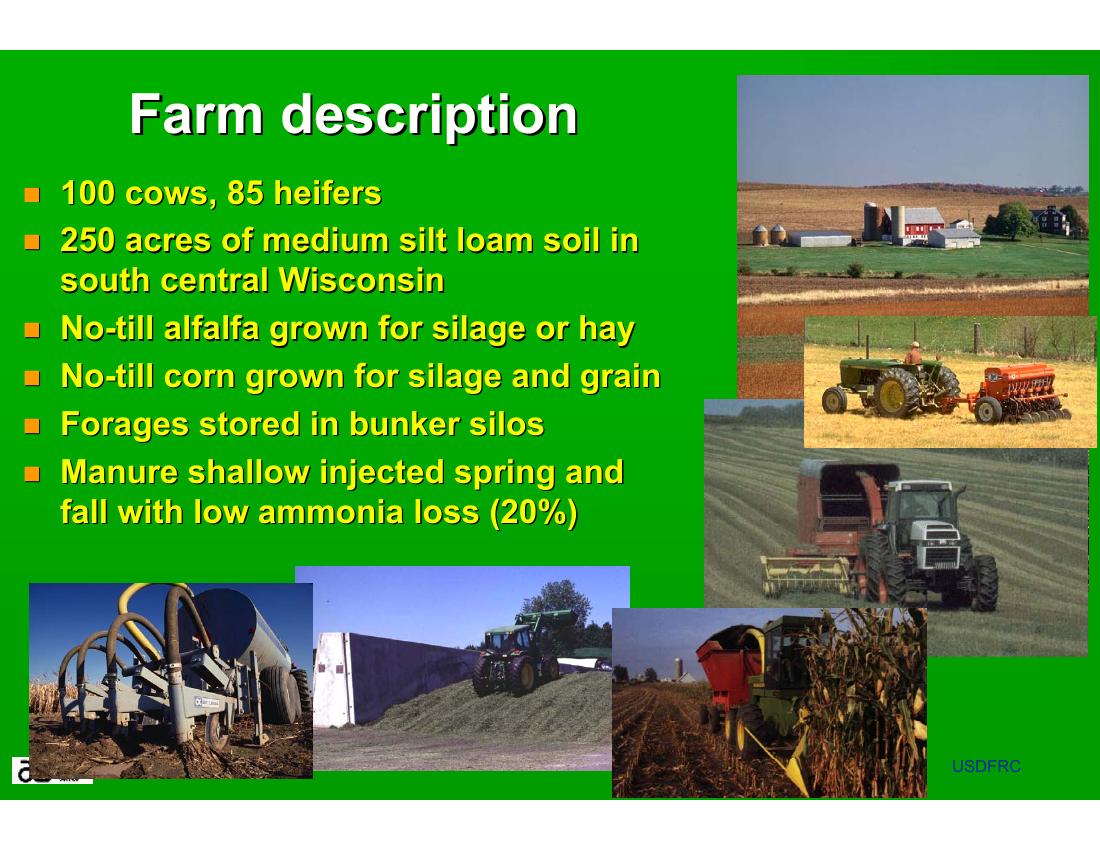 Farm description
100 cows, 85 heifers
250 acres of medium silt loam soil in
south central Wisconsin
No-till alfalfa grown for silage or hay
No-till corn grown for silage and grain
Forages stored in bunker silos
Manure shallow injected spring and
fall with low ammonia loss (20%)
USDFRC